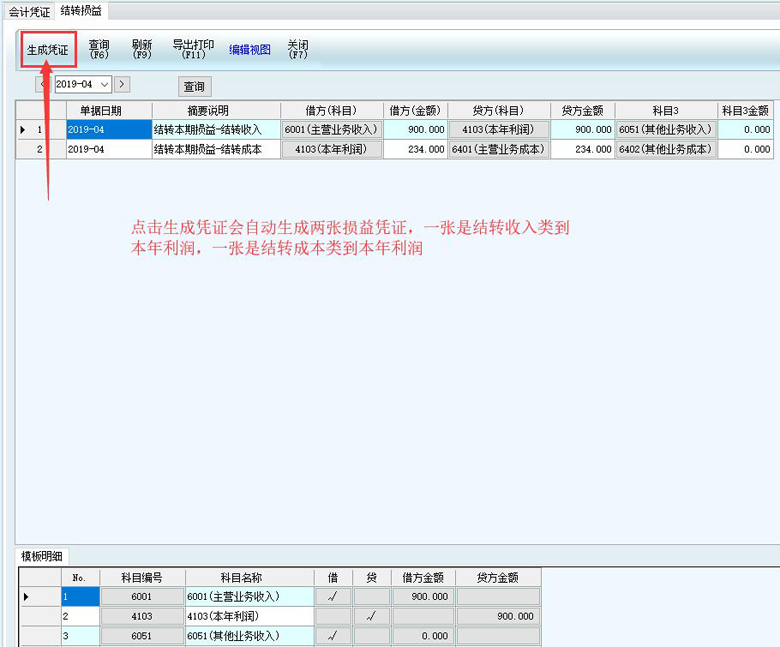 会计凭证 结转损益
生成凭证 查询 刷新 导出打印 编辑视图 关闭
(F6) (F9) (F11) (F7)
< 2019-04 > 查询
单据日期 摘要说明 借方(科目) 借方(金额) 贷方(科目) 贷方金额 科目3 科目3金额
1 2019-04 结转本期损益-结转收入 6001(主营业务收入) 900.000 4103(本年利润) 900.000 6051(其他业务收入) 0.000
2 2019-04 结转本期损益-结转成本 4103(本年利润) 234.000 6401(主营业务成本) 234.000 6402(其他业务成本) 0.000
点击生成凭证会自动生成两张损益凭证，一张是结转收入类到
本年利润，一张是结转成本类到本年利润
模板明细
No. 科目编号 科目名称 借 贷 借方金额 贷方金额
1 6001 6001(主营业务收入) √ 900.000
2 4103 4103(本年利润) √ 900.000
3 6051 6051(其他业务收入) √ 0.000